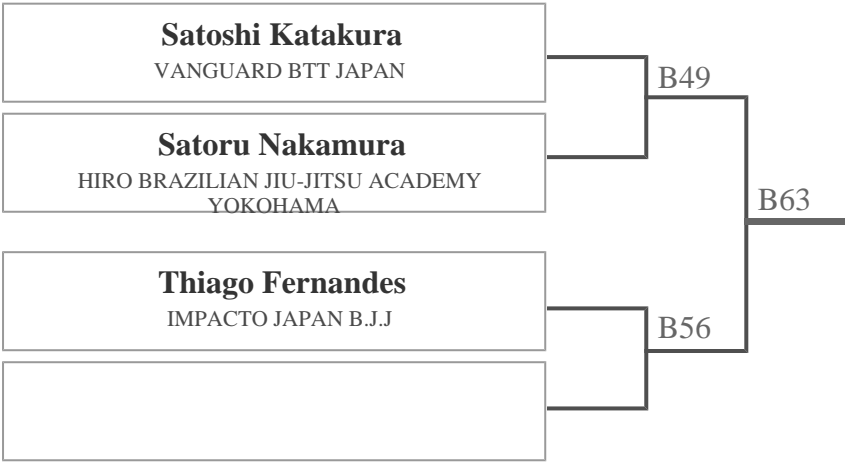 Satoshi Katakura
VANGUARD BTT JAPAN
B49
Satoru Nakamura
HIRO BRAZILIAN JIU-JITSU ACADEMY
YOKOHAMA
B63
Thiago Fernandes
IMPACTO JAPAN B.J.J
B56